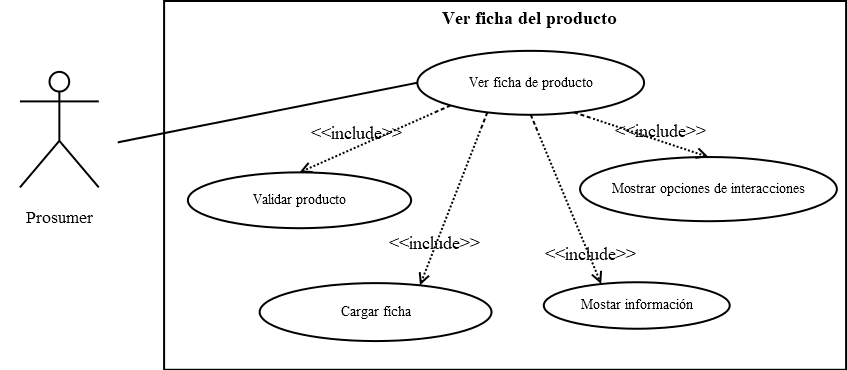 Ver ficha del producto
Ver ficha de producto
<<include>>
<<include>>
Validar producto
Mostrar opciones de interacciones
Prosumer
<<include>>
<<include>>
Cargar ficha
Mostar información